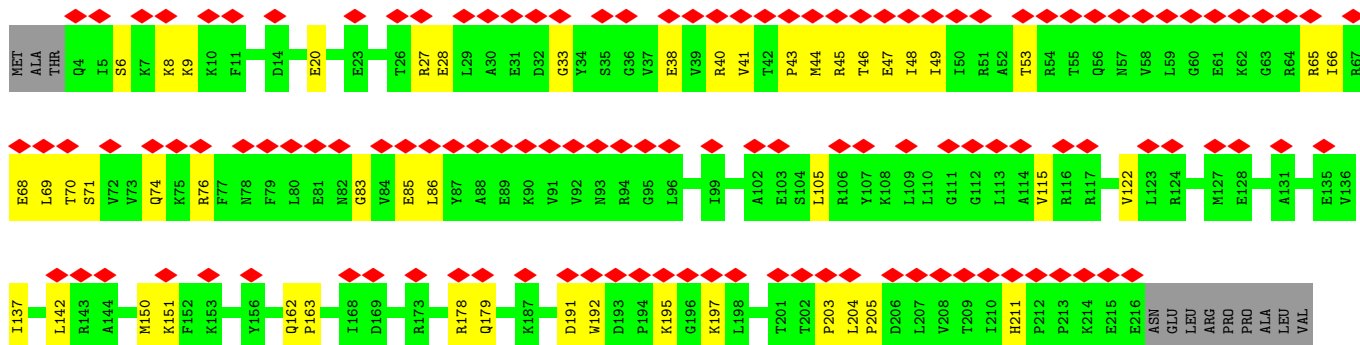 MET ALA THR Q4 I5 S6 K7 K8 K9 K10 F11 D14 E20 E23 T26 R27 E28 L29 A30 E31 D32 G33 Y34 S35 G36 V37 E38 V39 R40 V41 T42 P43 M44 R45 T46 E47 I48 I49 I50 R51 A52 T53 R54 T55 Q56 N57 V58 L59 G60 E61 K62 G63 R64 R65 I66 R67
E68 L69 T70 S71 V72 V73 Q74 K75 R76 F77 N78 F79 L80 E81 N82 G83 V84 E85 L86 Y87 A88 E89 K90 V91 V92 N93 R94 G95 L96 I99 A102 E103 S104 L105 R106 Y107 K108 L109 L110 G111 G112 L113 A114 V115 R116 R117 V122 L123 R124 M127 E128 A131 E135 V136
I137 L142 R143 A144 M150 K151 F152 K153 Y156 Q162 P163 I168 D169 R173 R178 Q179 K187 D191 W192 D193 P194 K195 G196 K197 L198 T201 T202 P203 L204 P205 D206 L207 V208 T209 I210 H211 P212 P213 K214 E215 E216 ASN GLU LEU ARG PRO PRO ALA LEU VAL